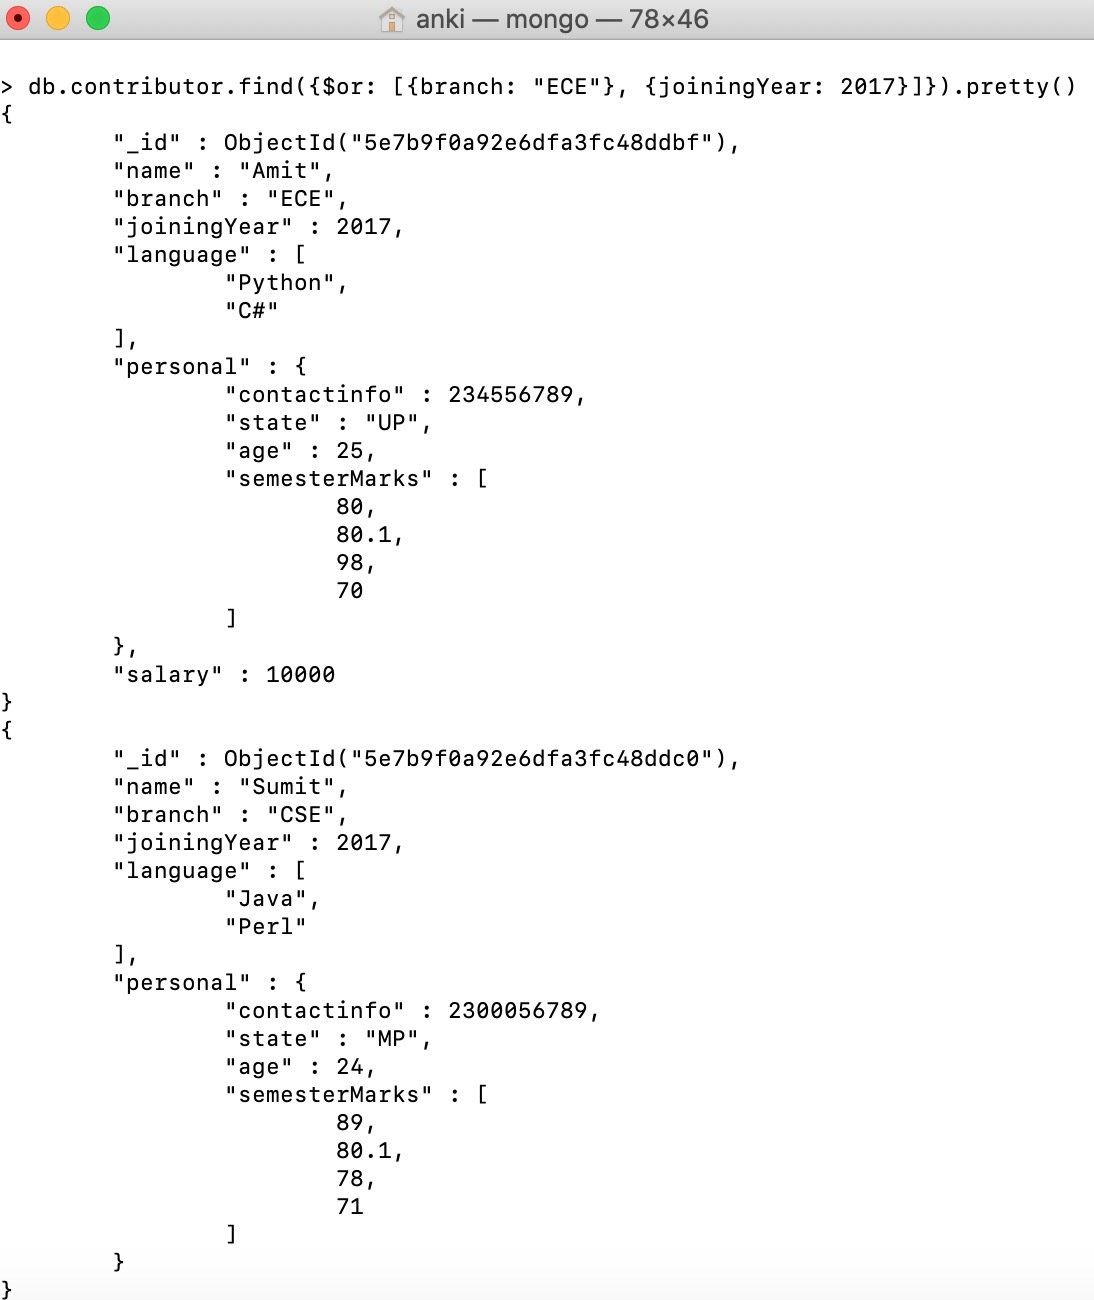 anki — mongo — 78×46
> db.contributor.find({$or: [{branch: "ECE"}, {joiningYear: 2017}]}).pretty()
{
        "_id" : ObjectId("5e7b9f0a92e6dfa3fc48ddbf"),
        "name" : "Amit",
        "branch" : "ECE",
        "joiningYear" : 2017,
        "language" : [
                "Python",
                "C#"
        ],
        "personal" : {
                "contactinfo" : 234556789,
                "state" : "UP",
                "age" : 25,
                "semesterMarks" : [
                        80,
                        80.1,
                        98,
                        70
                ]
        },
        "salary" : 10000
}
{
        "_id" : ObjectId("5e7b9f0a92e6dfa3fc48ddc0"),
        "name" : "Sumit",
        "branch" : "CSE",
        "joiningYear" : 2017,
        "language" : [
                "Java",
                "Perl"
        ],
        "personal" : {
                "contactinfo" : 2300056789,
                "state" : "MP",
                "age" : 24,
                "semesterMarks" : [
                        89,
                        80.1,
                        78,
                        71
                ]
        }
}